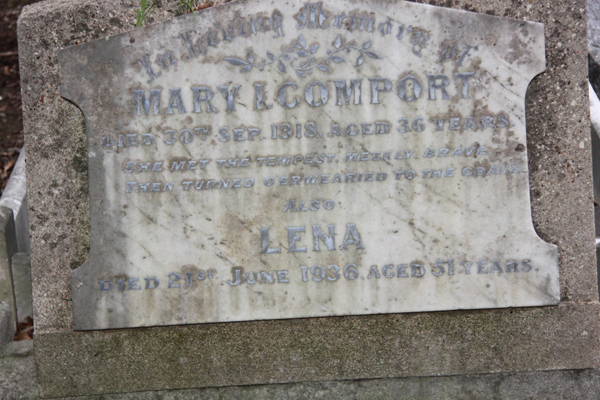 In Loving Memory of
MARY I. COMPORT
DIED 30TH SEP. 1918. AGED 36 YEARS
SHE MET THE TEMPEST, MEEKLY BRAVE
THEN TURNED O'ERWEARIED TO THE GRAVE.
ALSO
LENA
DIED 21ST JUNE 1936. AGED 51 YEARS.